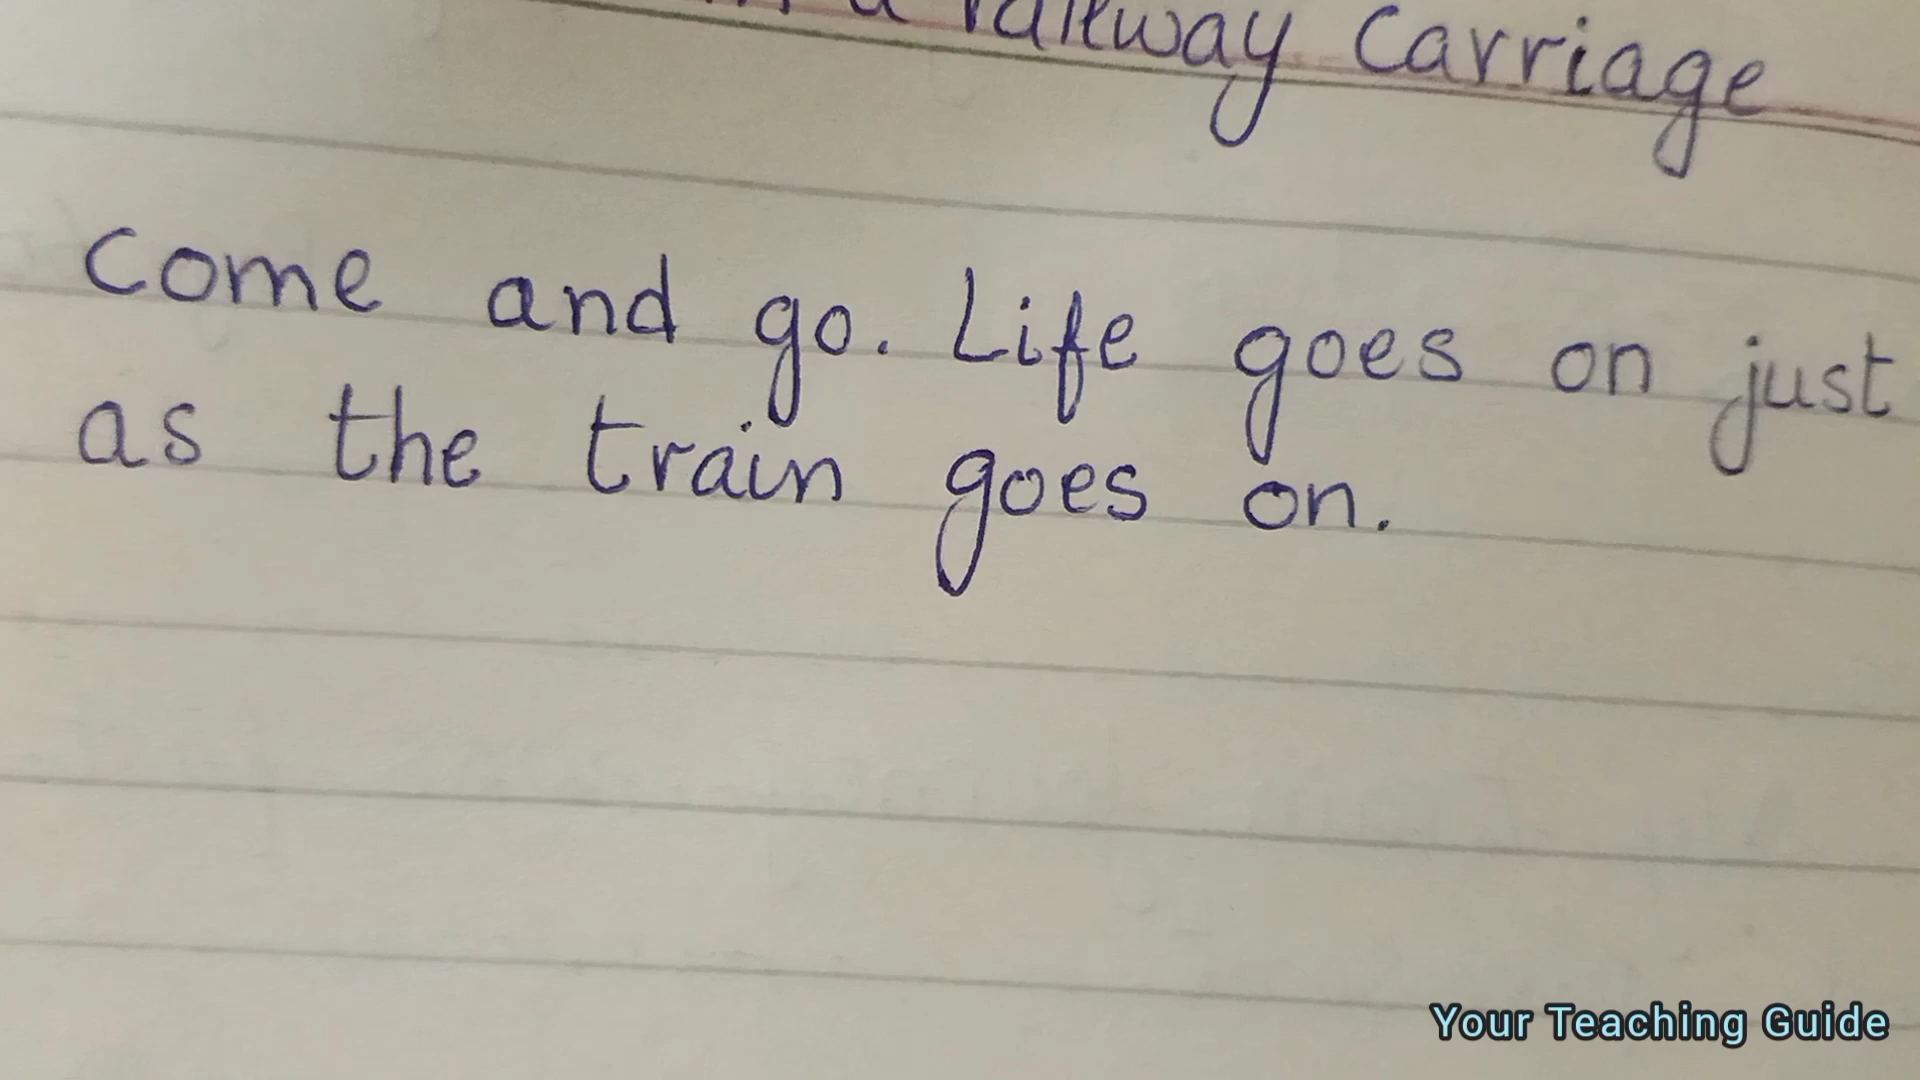 a railway Carriage
come and go. Life goes on just
as the train goes on.
Your Teaching Guide